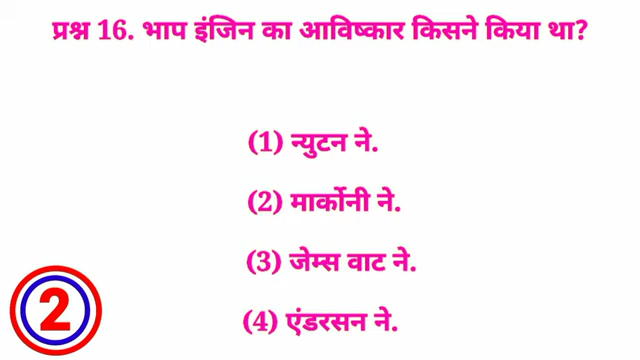 प्रश्न 16. भाप इंजिन का आविष्कार किसने किया था?
(1) न्युटन ने.
(2) मार्कोनी ने.
(3) जेम्स वाट ने.
(4) एंडरसन ने.
2